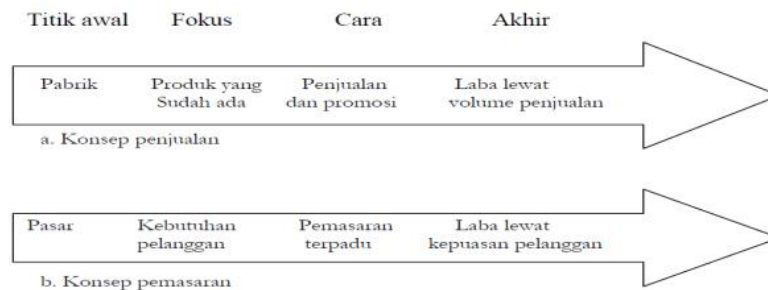 Titik awal Fokus Cara Akhir
Pabrik Produk yang Penjualan Laba lewat
Sudah ada dan promosi volume penjualan
a. Konsep penjualan
Pasar Kebutuhan Pemasaran Laba lewat
pelanggan terpadu kepuasan pelanggan
b. Konsep pemasaran